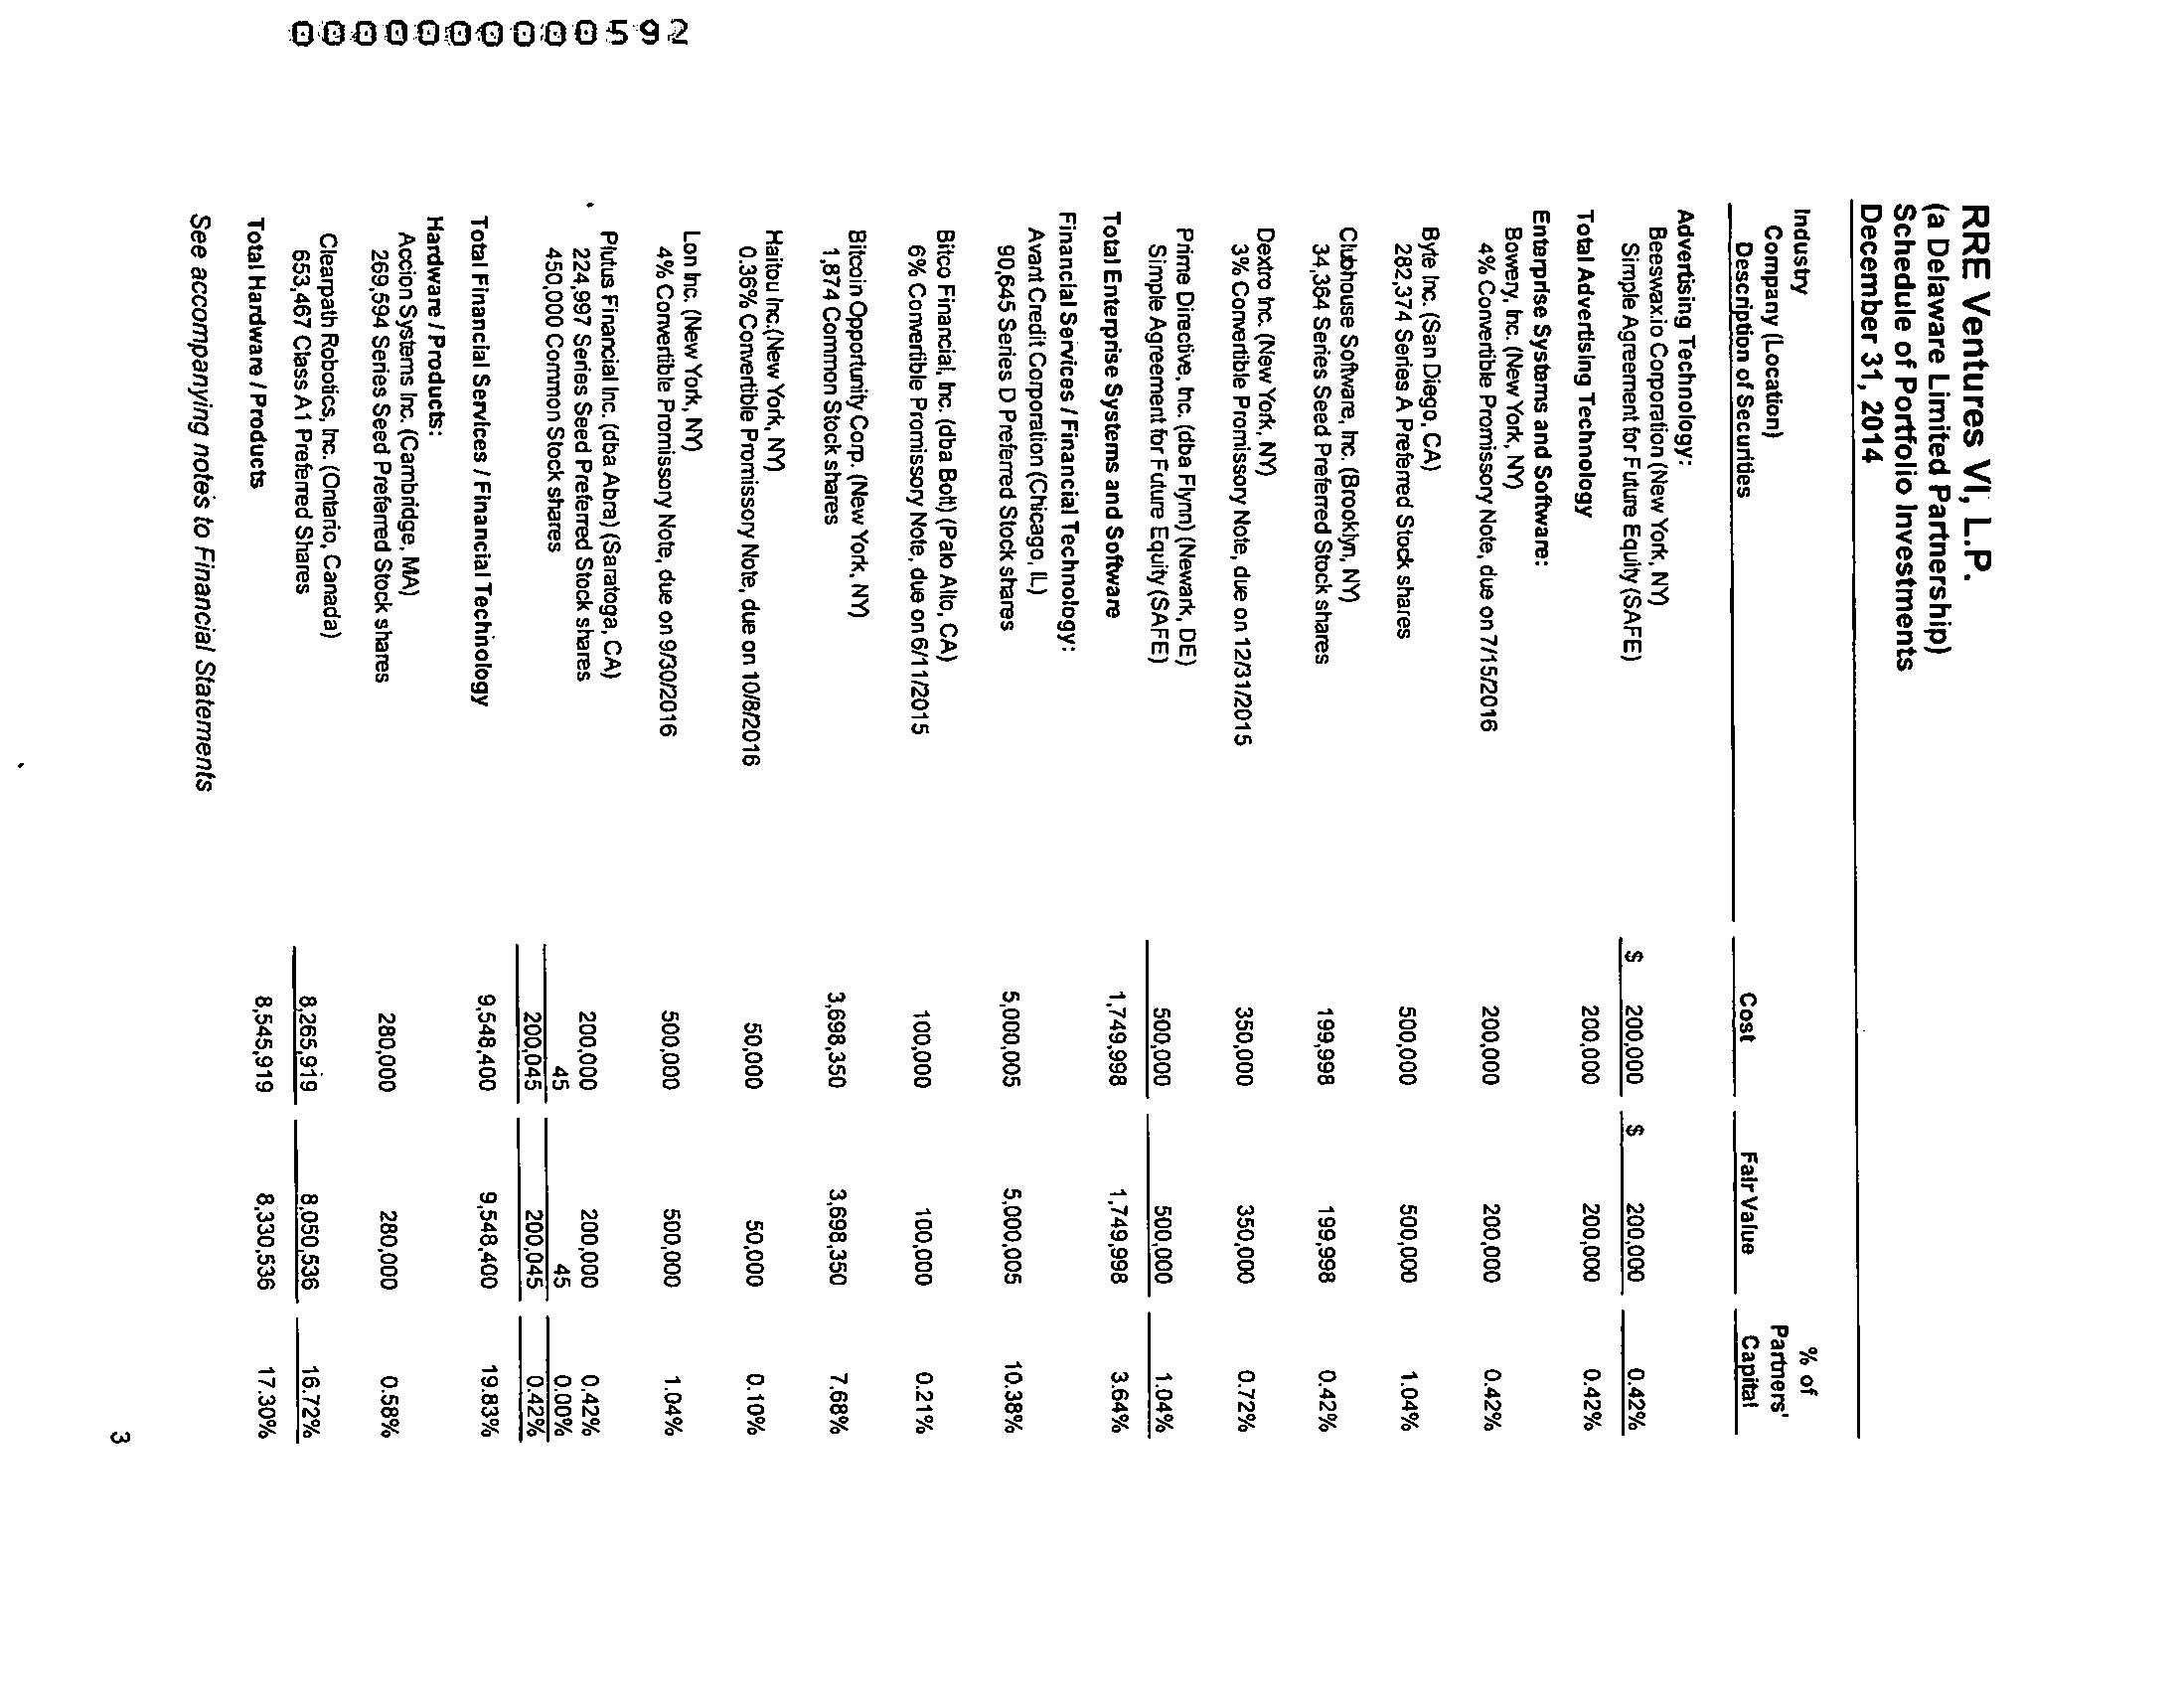 0000000000592
RRE Ventures VI, L.P.
(a Delaware Limited Partnership)
Schedule of Portfolio Investments
December 31, 2014
Industry % of
Company (Location) Partners'
Description of Securities Cost Fair Value Capital
Advertising Technology:
Beeswax.io Corporation (New York, NY)
Simple Agreement for Future Equity (SAFE) $ 200,000 $ 200,000 0.42%
Total Advertising Technology 200,000 200,000 0.42%
Enterprise Systems and Software:
Bowery, Inc. (New York, NY)
4% Convertible Promissory Note, due on 7/15/2016 200,000 200,000 0.42%
Byte Inc. (San Diego, CA)
282,374 Series A Preferred Stock shares 500,000 500,000 1.04%
Clubhouse Software, Inc. (Brooklyn, NY)
34,364 Series Seed Preferred Stock shares 199,998 199,998 0.42%
Dextro Inc. (New York, NY)
3% Convertible Promissory Note, due on 12/31/2015 350,000 350,000 0.72%
Prime Directive, Inc. (dba Flynn) (Newark, DE)
Simple Agreement for Future Equity (SAFE) 500,000 500,000 1.04%
Total Enterprise Systems and Software 1,749,998 1,749,998 3.64%
Financial Services / Financial Technology:
Avant Credit Corporation (Chicago, IL)
90,645 Series D Preferred Stock shares 5,000,005 5,000,005 10.38%
Bitco Financial, Inc. (dba Bolt) (Palo Alto, CA)
6% Convertible Promissory Note, due on 6/11/2015 100,000 100,000 0.21%
Bitcoin Opportunity Corp. (New York, NY)
1,874 Common Stock shares 3,698,350 3,698,350 7.68%
Haitou Inc.(New York, NY)
0.36% Convertible Promissory Note, due on 10/8/2016 50,000 50,000 0.10%
Lon Inc. (New York, NY)
4% Convertible Promissory Note, due on 9/30/2016 500,000 500,000 1.04%
Plutus Financial Inc. (dba Abra) (Saratoga, CA)
224,997 Series Seed Preferred Stock shares 200,000 200,000 0.42%
450,000 Common Stock shares 45 45 0.00%
200,045 200,045 0.42%
Total Financial Services / Financial Technology 9,548,400 9,548,400 19.83%
Hardware / Products:
Accion Systems Inc. (Cambridge, MA)
269,594 Series Seed Preferred Stock shares 280,000 280,000 0.58%
Clearpath Robotics, Inc. (Ontario, Canada)
653,467 Class A1 Preferred Shares 8,265,919 8,050,536 16.72%
Total Hardware / Products 8,545,919 8,330,536 17.30%
See accompanying notes to Financial Statements
3